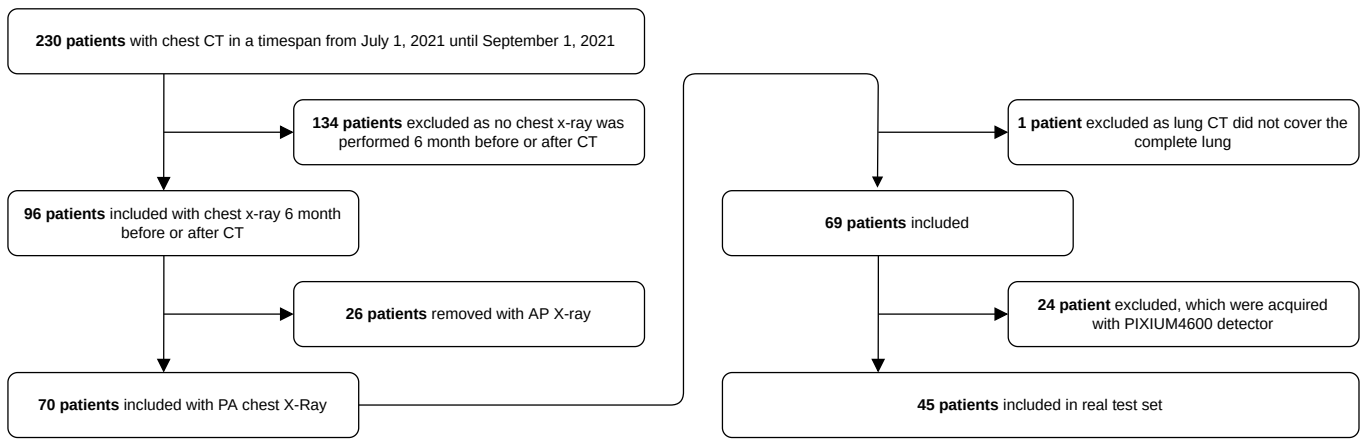 230 patients with chest CT in a timespan from July 1, 2021 until September 1, 2021
134 patients excluded as no chest x-ray was
performed 6 month before or after CT
96 patients included with chest x-ray 6 month
before or after CT
26 patients removed with AP X-ray
70 patients included with PA chest X-Ray
1 patient excluded as lung CT did not cover the
complete lung
69 patients included
24 patient excluded, which were acquired
with PIXIUM4600 detector
45 patients included in real test set